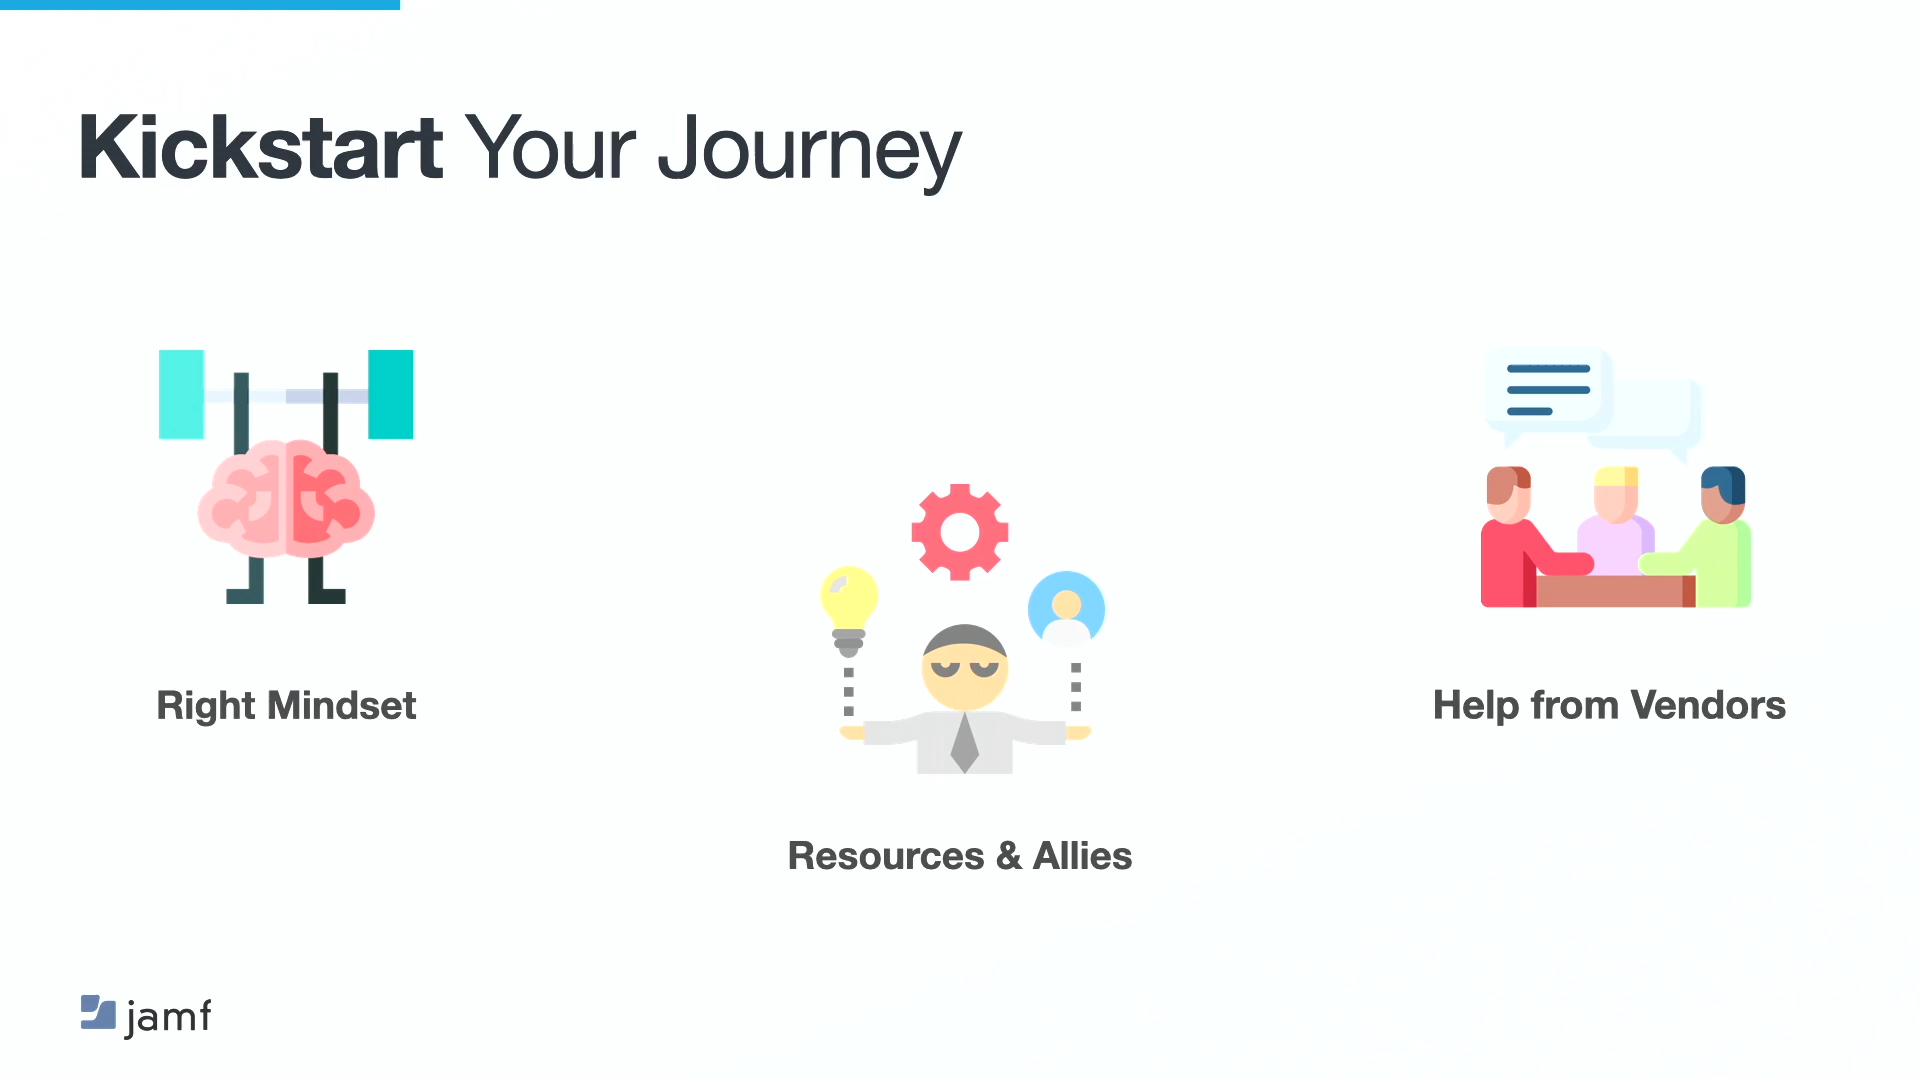 Kickstart Your Journey
Right Mindset
Resources & Allies
Help from Vendors
jamf